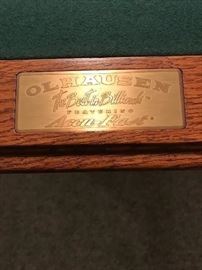 OLHAUSEN
The Best in Billiards
FEATURING